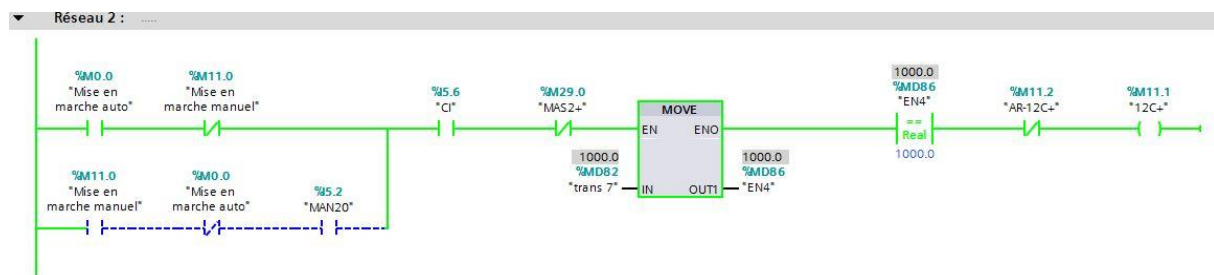 Réseau 2 : .....
%M0.0
"Mise en
marche auto"
%M11.0
"Mise en
marche manuel"
%I5.6
"CI"
%M29.0
"MAS2+"
MOVE
EN ENO
1000.0
%MD82
"trans 7"
IN OUT1
1000.0
%MD86
"EN4"
1000.0
%MD86
"EN4"
==
Real
1000.0
%M11.2
"AR-12C+"
%M11.1
"12C+"
%M11.0
"Mise en
marche manuel"
%M0.0
"Mise en
marche auto"
%I5.2
"MAN20"